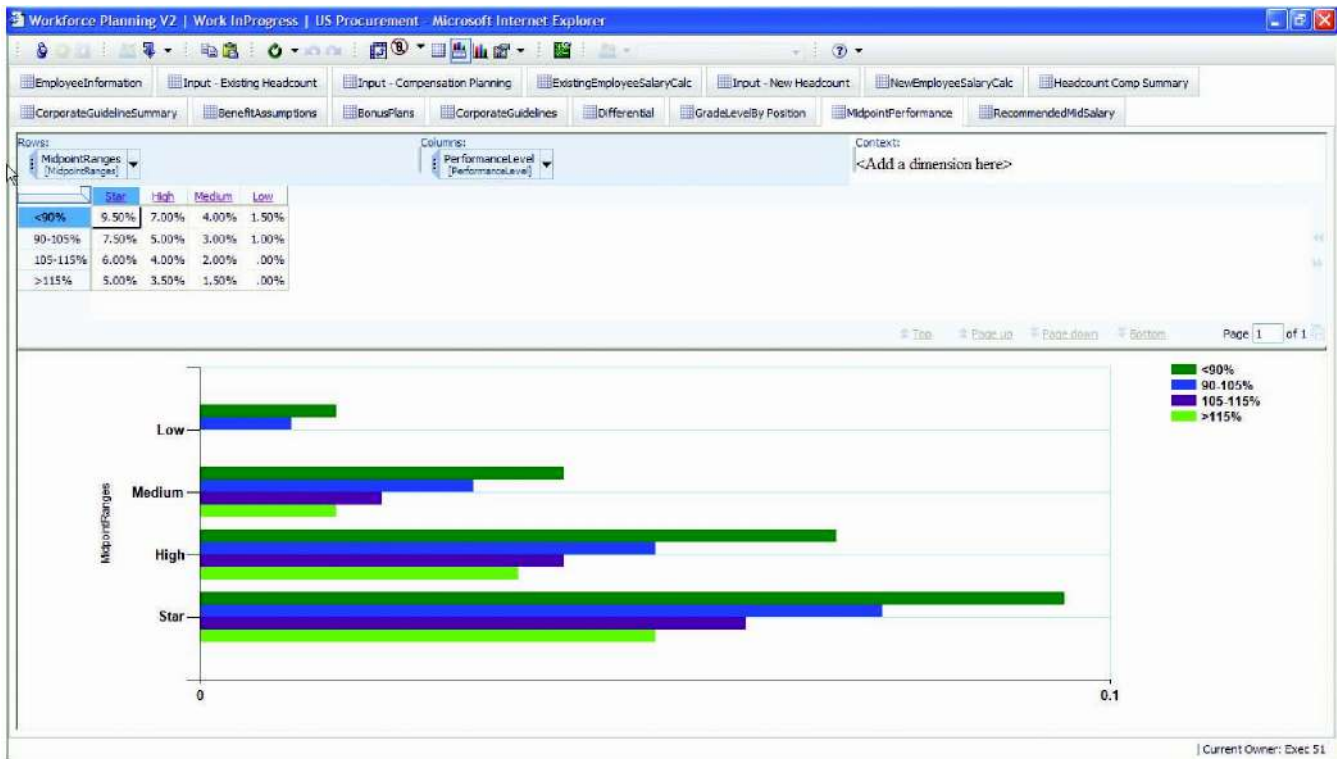 Workforce Planning V2 | Work InProgress | US Procurement - Microsoft Internet Explorer
EmployeeInformation Input - Existing Headcount Input - Compensation Planning ExistingEmployeeSalaryCalc Input - New Headcount NewEmployeeSalaryCalc Headcount Comp Summary
CorporateGuidelineSummary BenefitAssumptions BonusPlans CorporateGuidelines Differential GradeLevelBy Position MidpointPerformance RecommendedMidSalary
Rows: Columns: Context:
MidpointRanges PerformanceLevel <Add a dimension here>
[MidpointRanges] [PerformanceLevel]
Star High Medium Low
<90% 9.50% 7.00% 4.00% 1.50%
90-105% 7.50% 5.00% 3.00% 1.00%
105-115% 6.00% 4.00% 2.00% .00%
>115% 5.00% 3.50% 1.50% .00%
Top Page up Page down Bottom Page 1 of 1
<90%
90-105%
105-115%
>115%
Low
Medium
High
Star
MidpointRanges
0 0.1
Current Owner: Exec 51